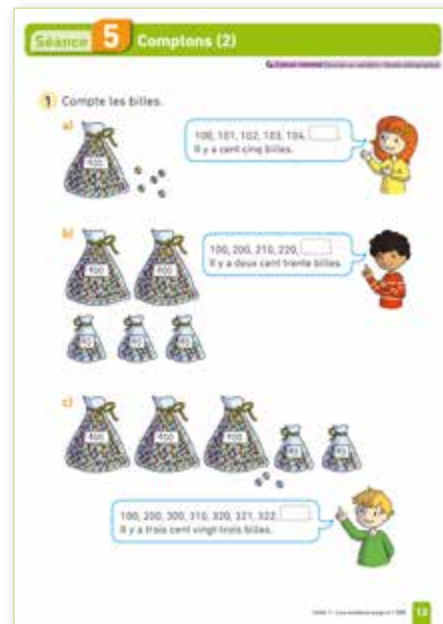 Séance 5 Comptons (2)
1 Compte les billes.
a)
100
100, 101, 102, 103, 104,
Il y a cent cinq billes.
b)
100 100
100, 200, 210, 220,
Il y a deux cent trente billes.
10 10 10
c)
100 100 100 10 10
100, 200, 300, 310, 320, 321, 322,
Il y a trois cent vingt-trois billes.